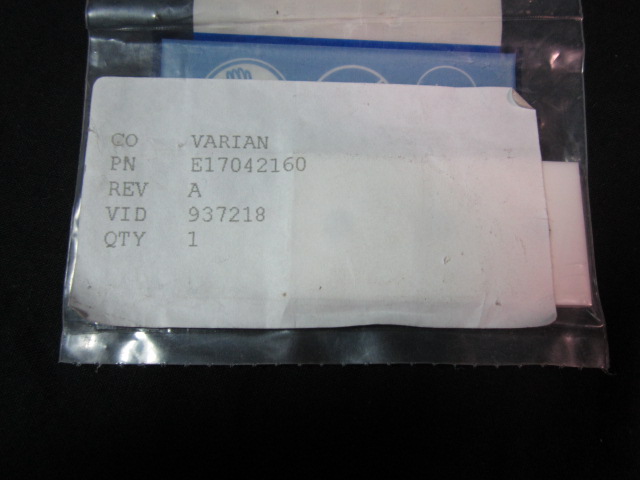 CO VARIAN
PN E17042160
REV A
VID 937218
QTY 1